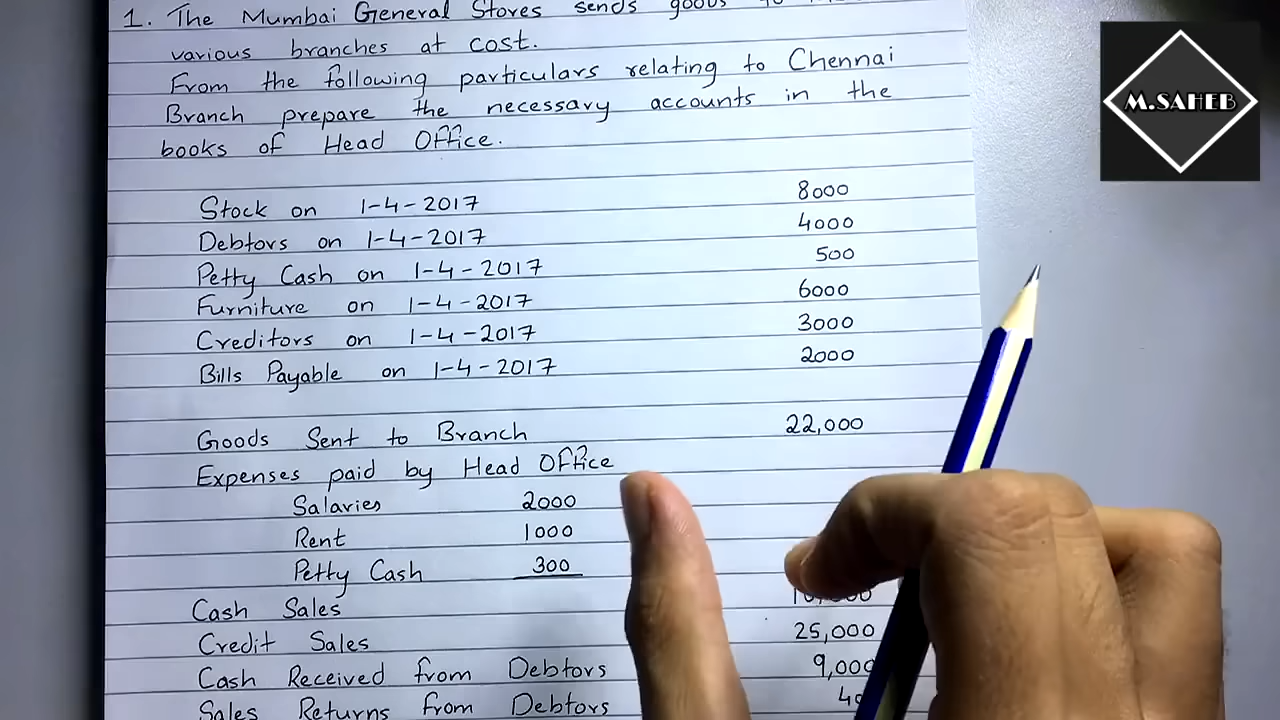 1. The Mumbai General Stores sends goods
various branches at cost.
From the following particulars relating to Chennai
Branch prepare the necessary accounts in the
books of Head Office.
Stock on 1-4-2017 8000
Debtors on 1-4-2017 4000
Petty Cash on 1-4-2017 500
Furniture on 1-4-2017 6000
Creditors on 1-4-2017 3000
Bills Payable on 1-4-2017 2000
Goods Sent to Branch 22,000
Expenses paid by Head Office
Salaries 2000
Rent 1000
Petty Cash 300
Cash Sales
Credit Sales 25,000
Cash Received from Debtors 9,000
Sales Returns from Debtors
M.SAHEB